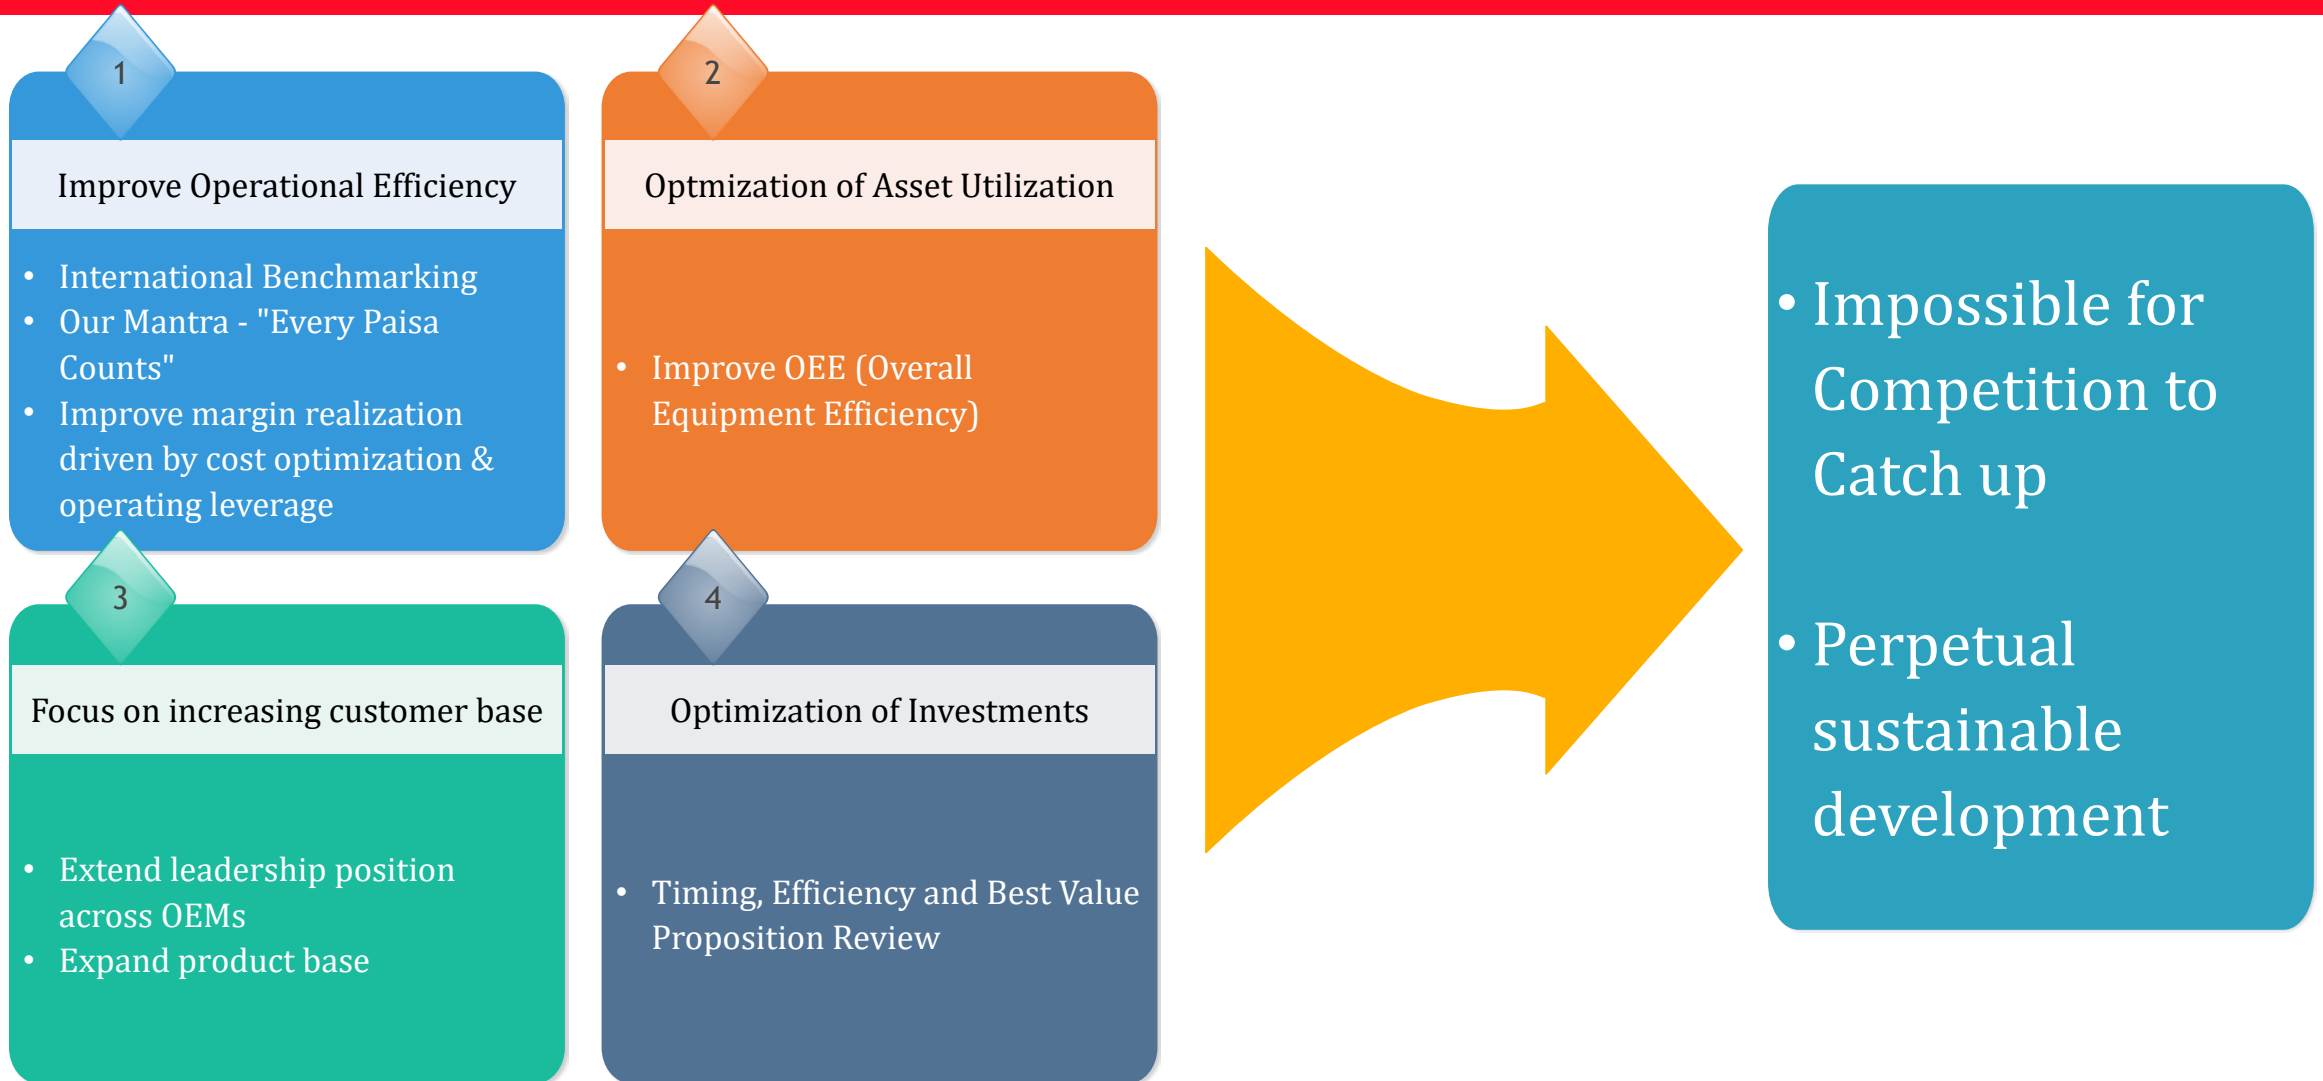 1
Improve Operational Efficiency
• International Benchmarking
• Our Mantra - "Every Paisa
Counts"
• Improve margin realization
driven by cost optimization &
operating leverage
2
Optmization of Asset Utilization
• Improve OEE (Overall
Equipment Efficiency)
3
Focus on increasing customer base
• Extend leadership position
across OEMs
• Expand product base
4
Optimization of Investments
• Timing, Efficiency and Best Value
Proposition Review
• Impossible for
Competition to
Catch up
• Perpetual
sustainable
development